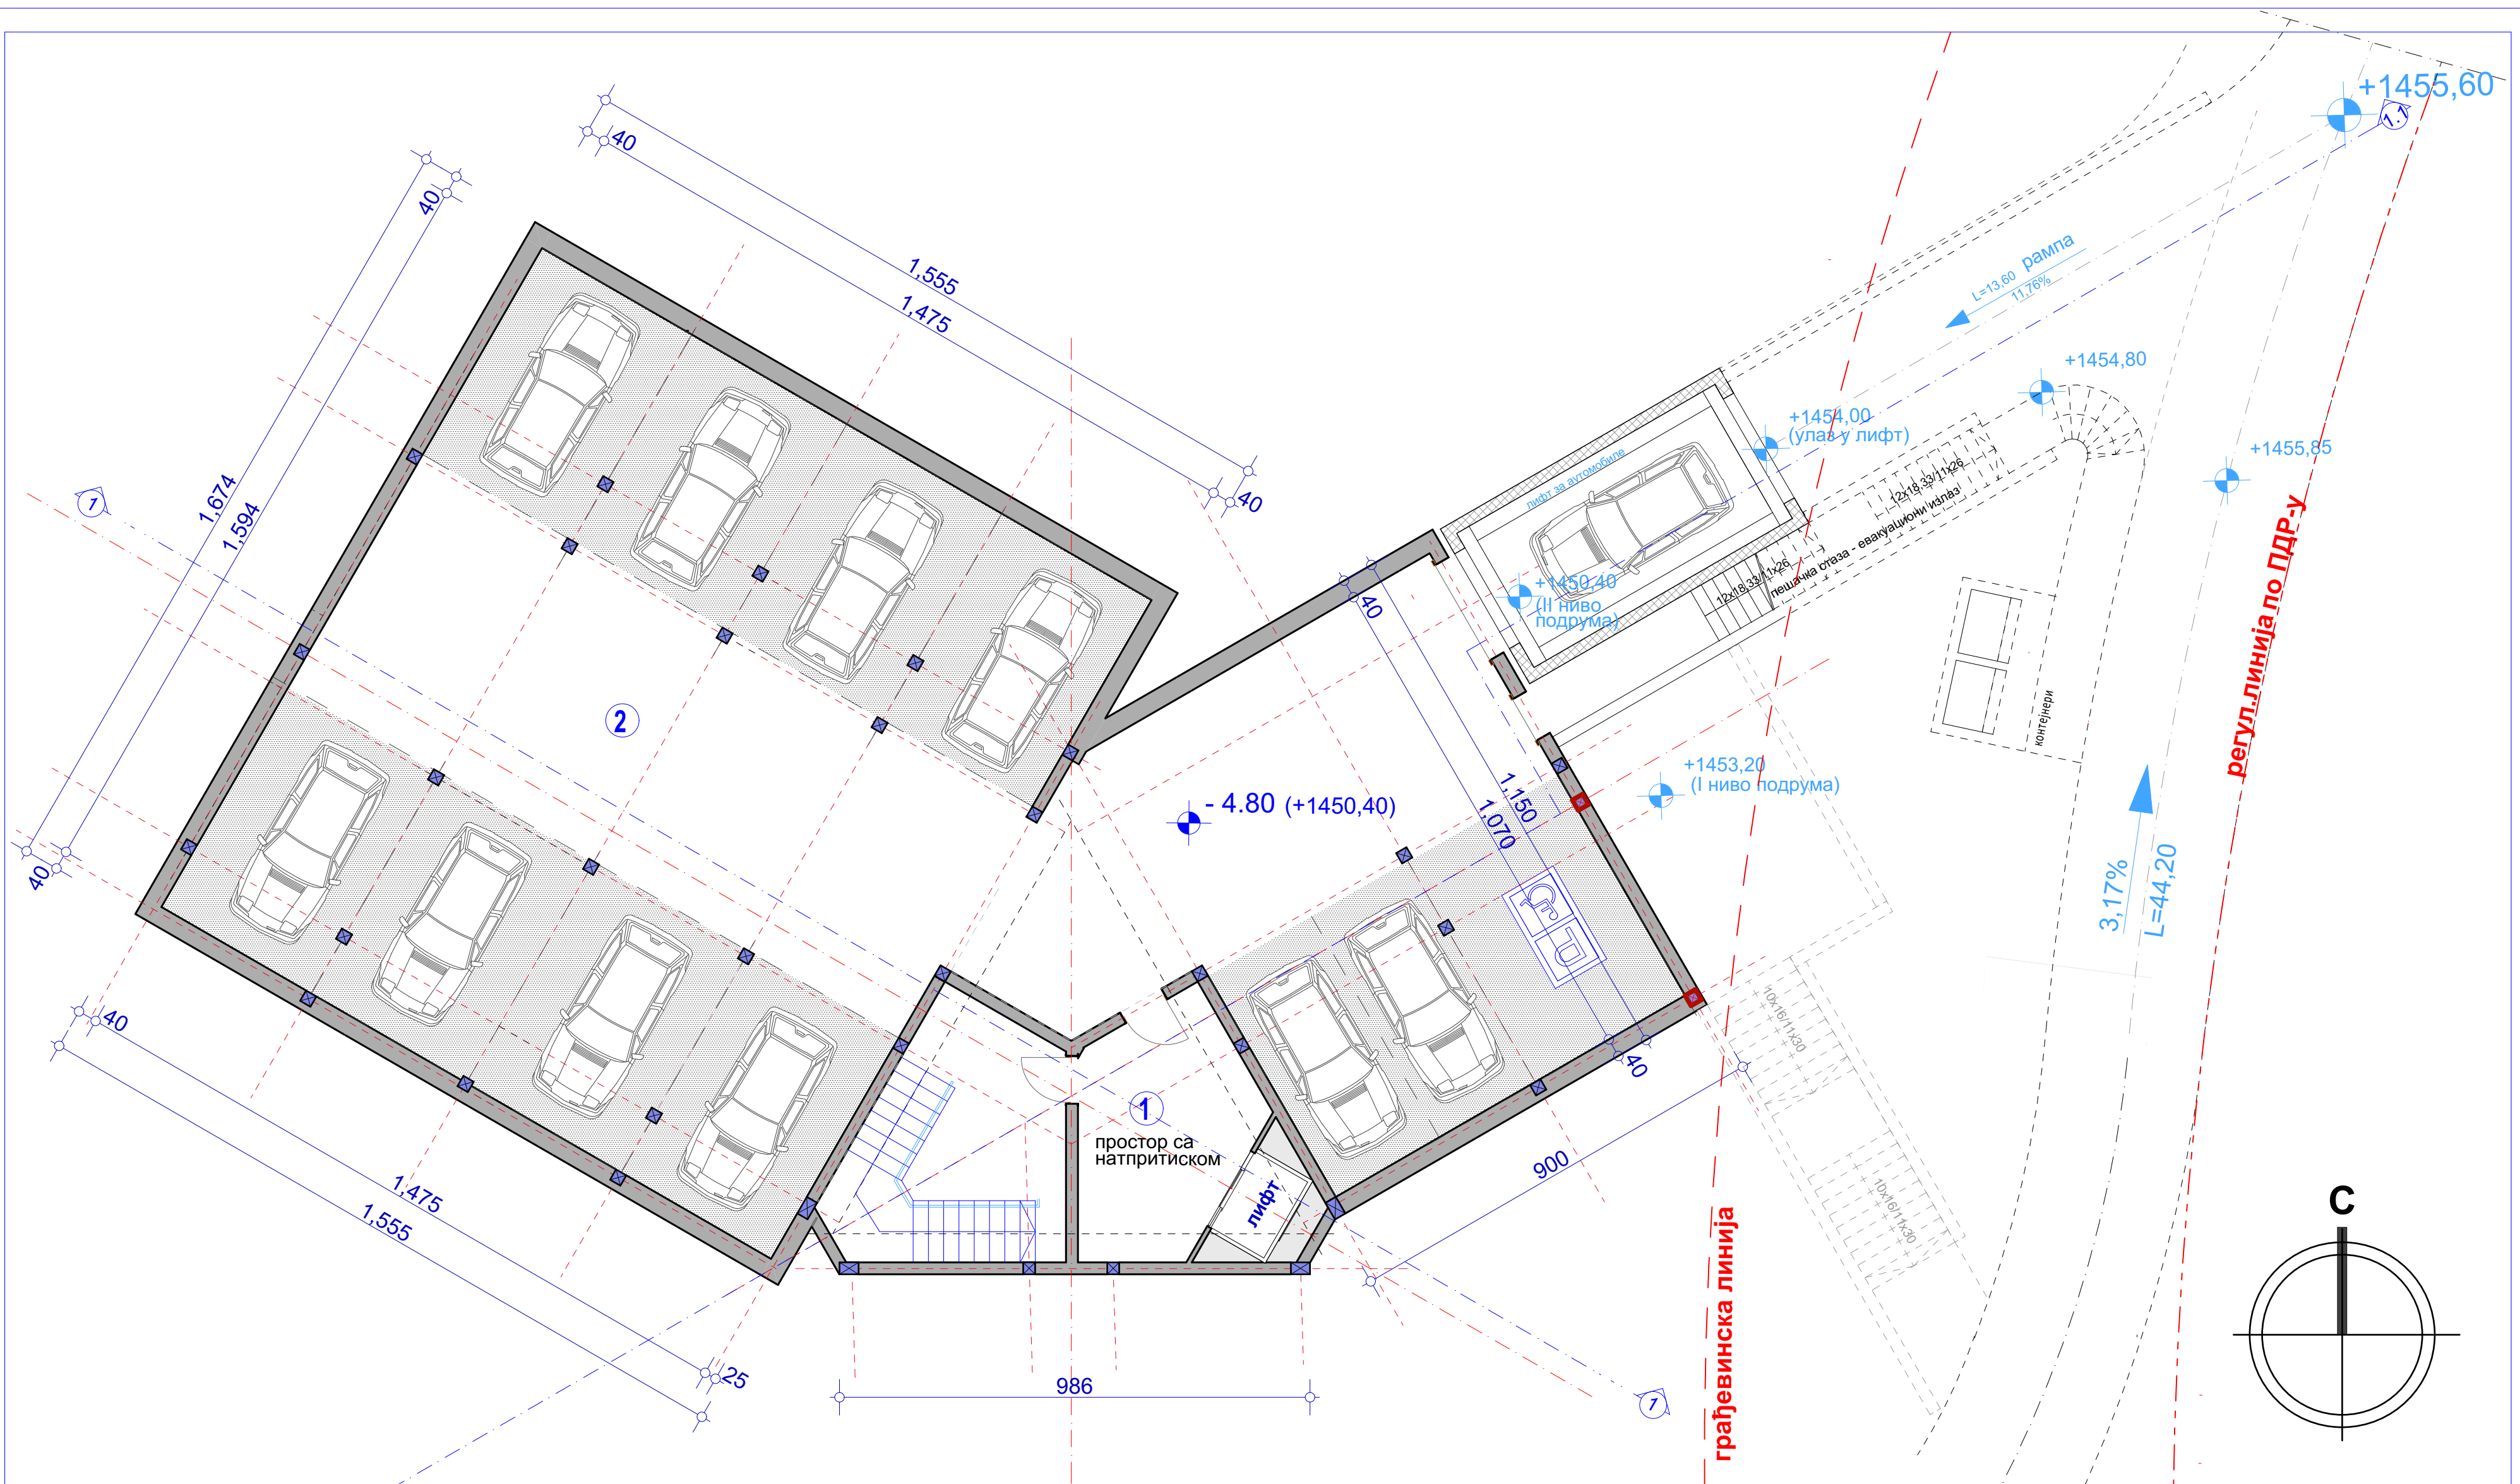 +1455,60
1.1
40
1,555
1,475
40
40
1,674
1,594
40
1
L=13,60 рампа
11,76%
+1454,80
+1454,00
(улаз у лифт)
+1455,85
лифт за аутомобиле
12x18,33/11x26
12x18,33/11x26
пешачка стаза - евакуациони излаз
+1450,40
(II ниво
подрума)
40
1,150
1,070
40
2
- 4.80 (+1450,40)
+1453,20
(I ниво подрума)
контејнери
регул.линија по ПДР-у
3,17%
L=44,20
10x16/11x30
10x16/11x30
1
простор са
натпритиском
лифт
900
40
1,475
1,555
25
986
1
грађевинска линија
С